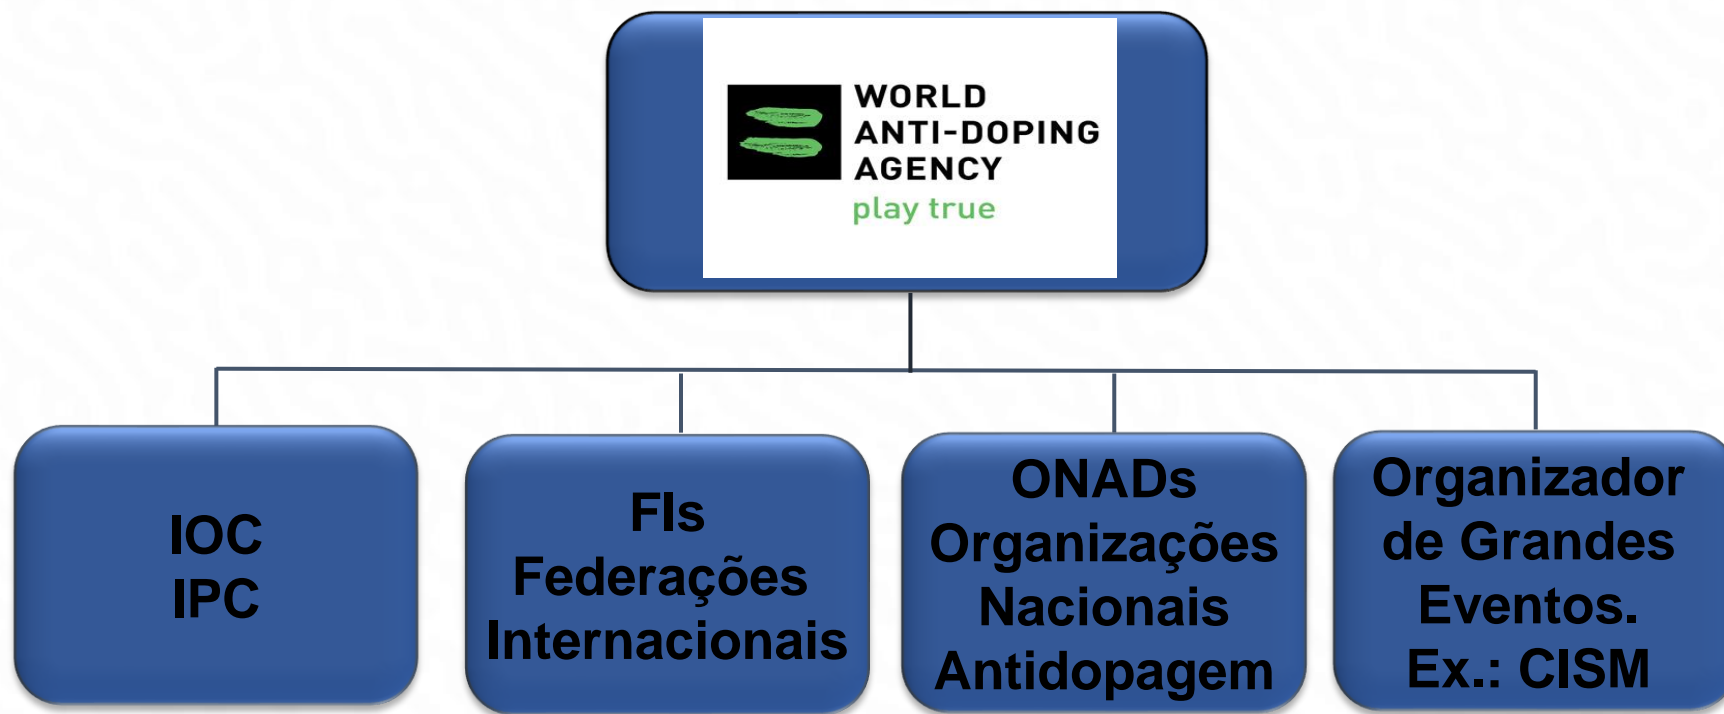 WORLD
ANTI-DOPING
AGENCY
play true
IOC
IPC
FIs
Federações
Internacionais
ONADs
Organizações
Nacionais
Antidopagem
Organizador
de Grandes
Eventos.
Ex.: CISM